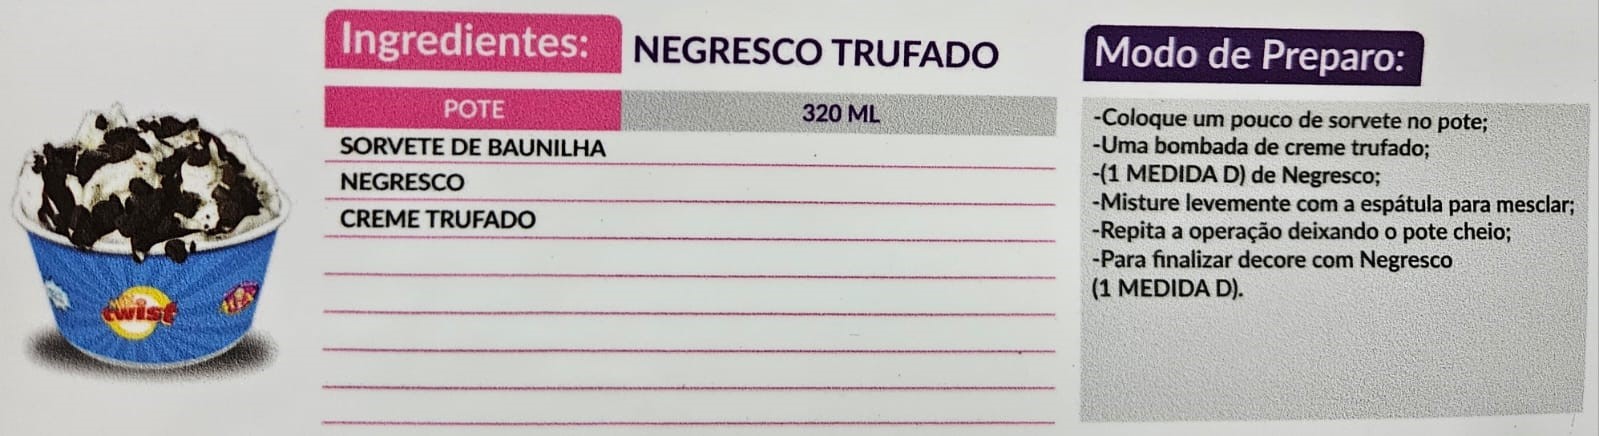 Ingredientes:
NEGRESCO TRUFADO
POTE
320 ML
SORVETE DE BAUNILHA
NEGRESCO
CREME TRUFADO
twist
Modo de Preparo:
-Coloque um pouco de sorvete no pote;
-Uma bombada de creme trufado;
-(1 MEDIDA D) de Negresco;
-Misture levemente com a espátula para mesclar;
-Repita a operação deixando o pote cheio;
-Para finalizar decore com Negresco
(1 MEDIDA D).